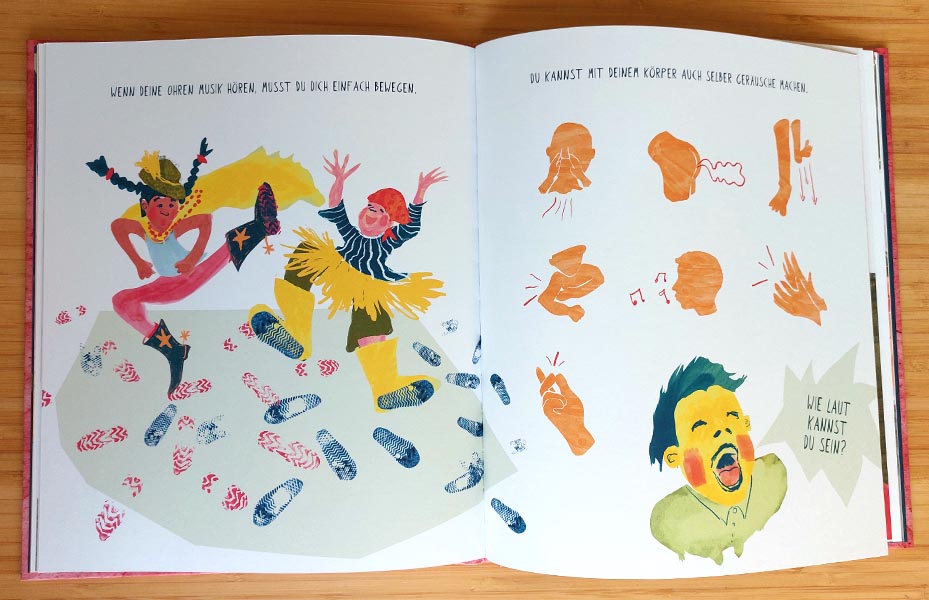 WENN DEINE OHREN MUSIK HÖREN, MUSST DU DICH EINFACH BEWEGEN.
DU KANNST MIT DEINEM KÖRPER AUCH SELBER GERÄUSCHE MACHEN.
WIE LAUT
KANNST
DU SEIN?